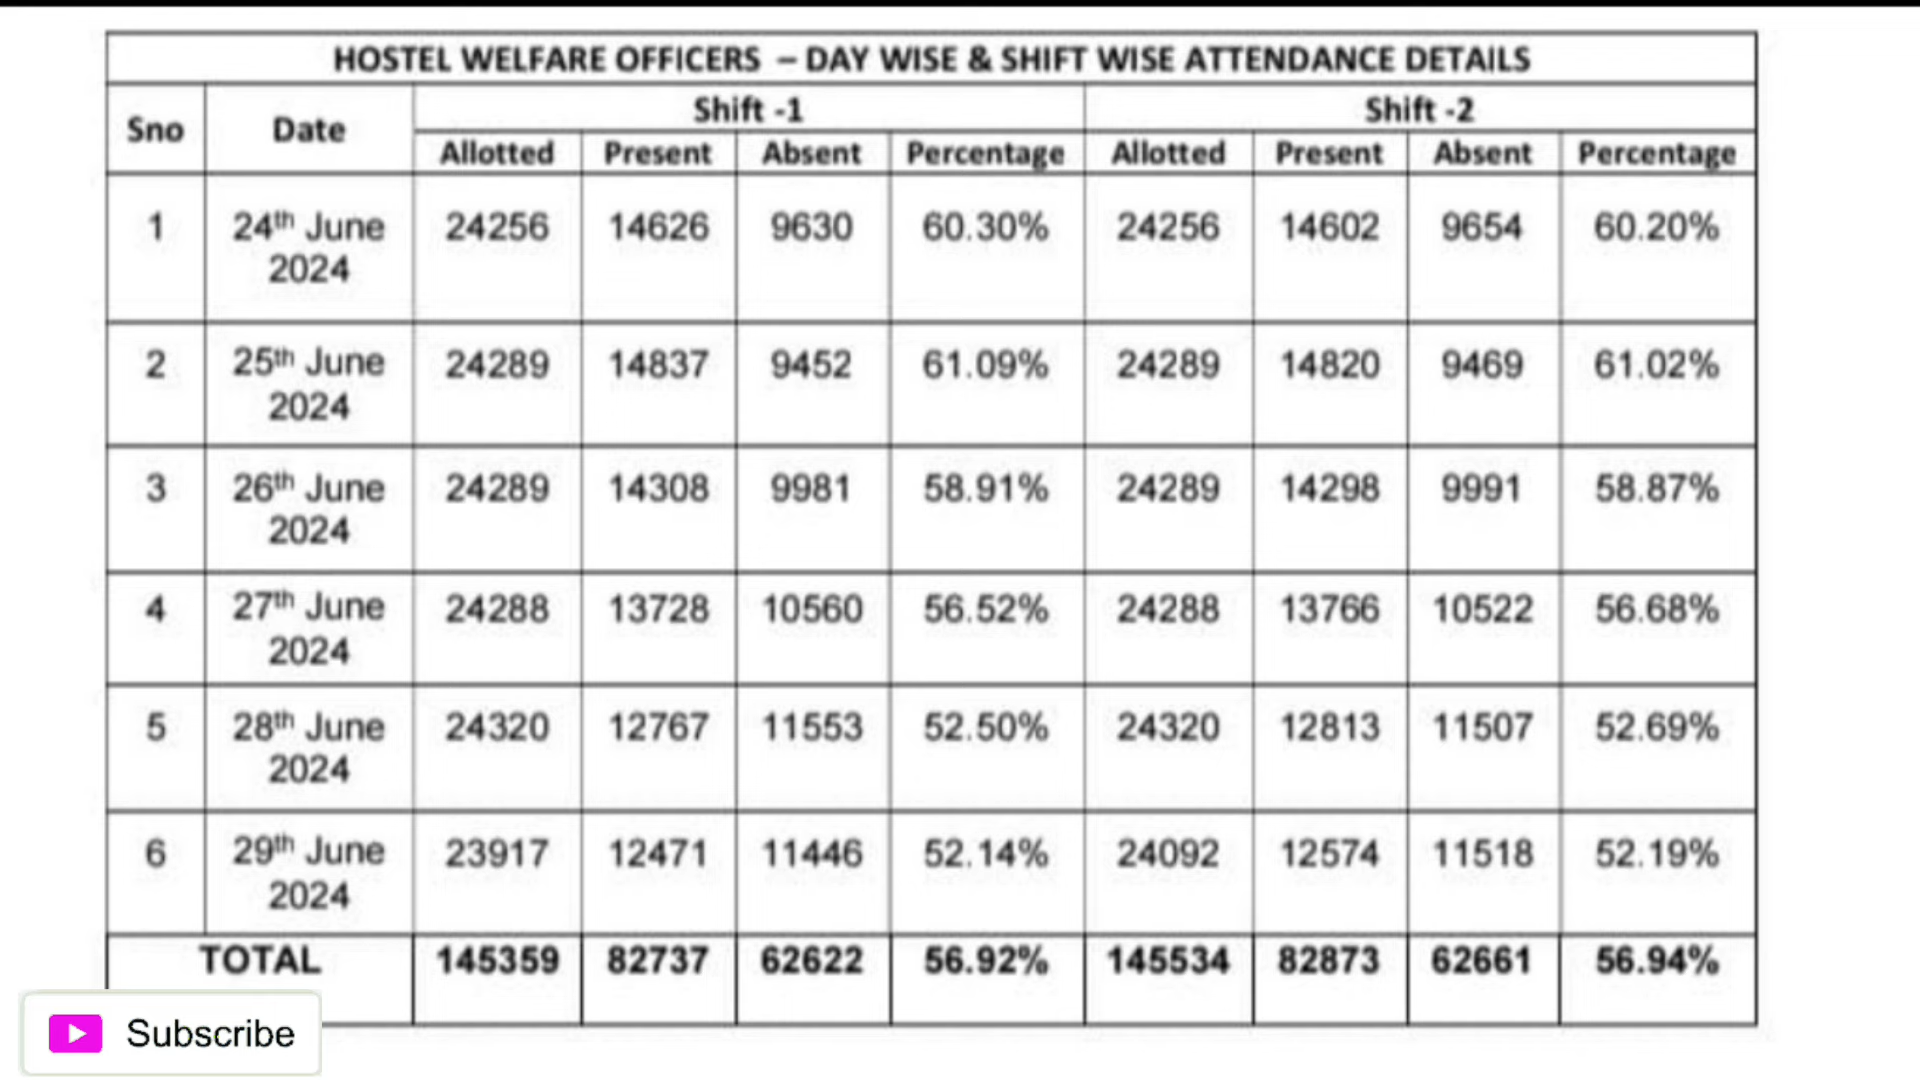 HOSTEL WELFARE OFFICERS – DAY WISE & SHIFT WISE ATTENDANCE DETAILS
Sno Date Shift -1 Shift -2
Allotted Present Absent Percentage Allotted Present Absent Percentage
1 24th June 2024 24256 14626 9630 60.30% 24256 14602 9654 60.20%
2 25th June 2024 24289 14837 9452 61.09% 24289 14820 9469 61.02%
3 26th June 2024 24289 14308 9981 58.91% 24289 14298 9991 58.87%
4 27th June 2024 24288 13728 10560 56.52% 24288 13766 10522 56.68%
5 28th June 2024 24320 12767 11553 52.50% 24320 12813 11507 52.69%
6 29th June 2024 23917 12471 11446 52.14% 24092 12574 11518 52.19%
TOTAL 145359 82737 62622 56.92% 145534 82873 62661 56.94%
Subscribe